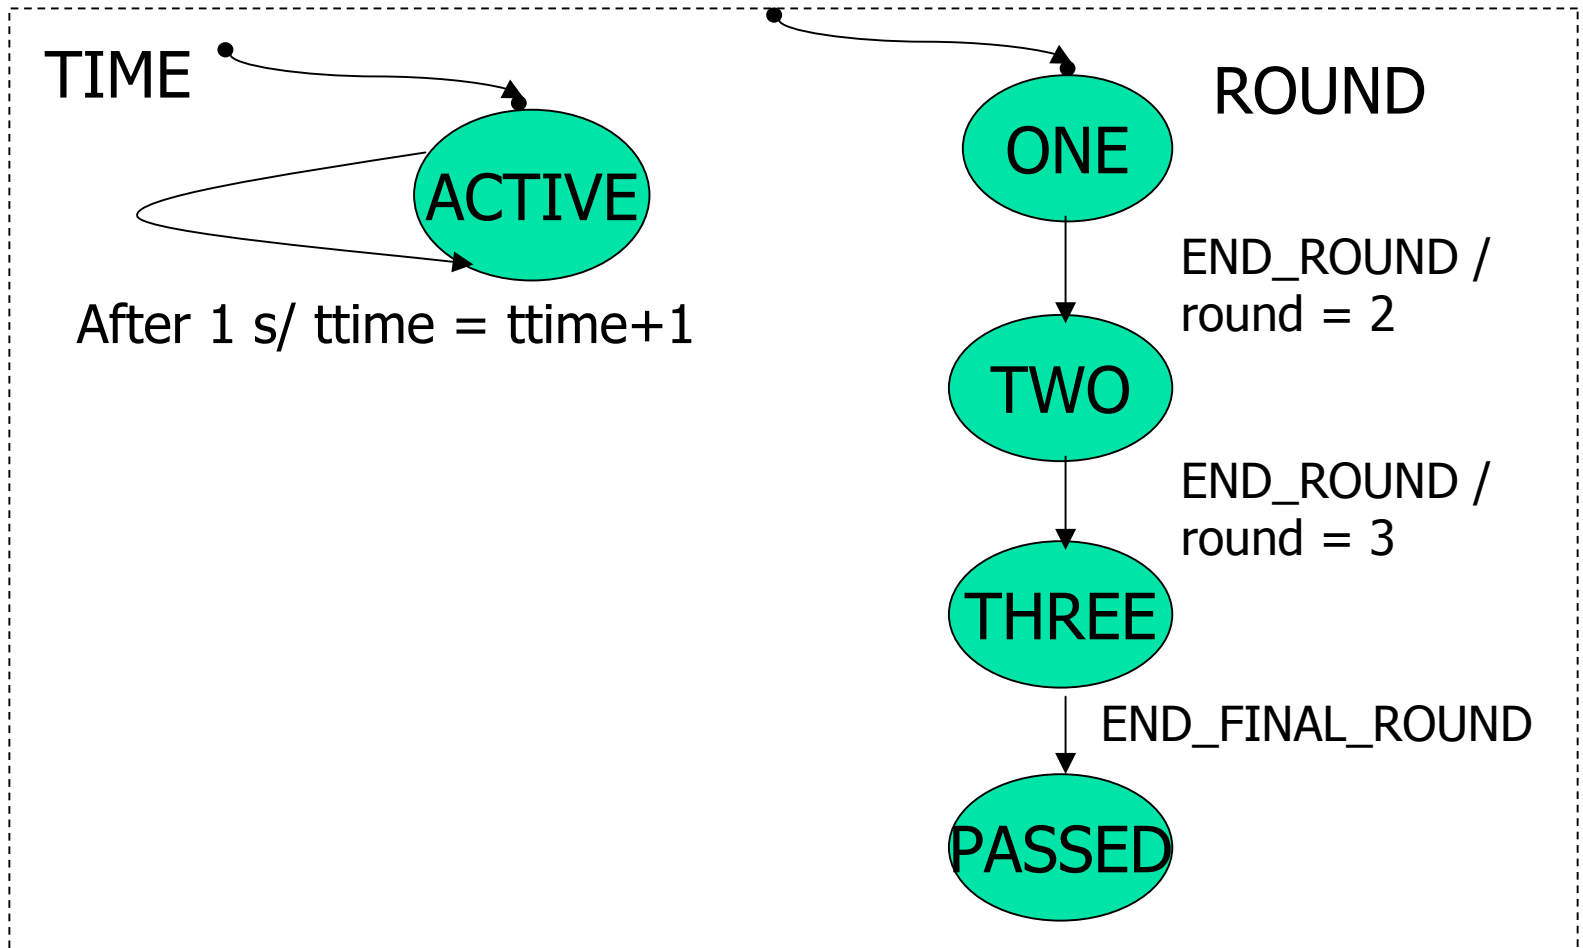 TIME
ACTIVE
After 1 s/ ttime = ttime+1
ROUND
ONE
END_ROUND /
round = 2
TWO
END_ROUND /
round = 3
THREE
END_FINAL_ROUND
PASSED